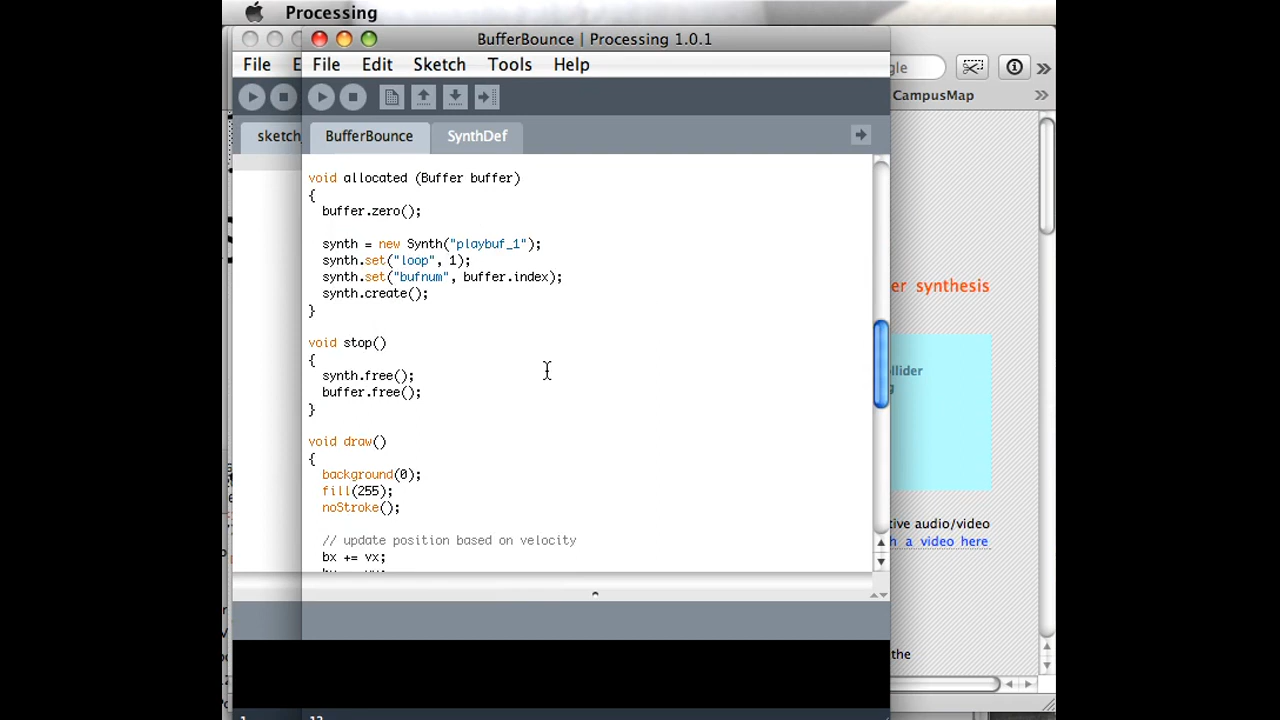 Processing
BufferBounce | Processing 1.0.1
File
File Edit Sketch Tools Help
gle
CampusMap
sketch
BufferBounce SynthDef
void allocated (Buffer buffer)
{
buffer.zero();
synth = new Synth("playbuf_1");
synth.set("loop", 1);
synth.set("bufnum", buffer.index);
synth.create();
}
void stop()
{
synth.free();
buffer.free();
}
void draw()
{
background(0);
fill(255);
noStroke();
// update position based on velocity
bx += vx;
er synthesis
llider
g
tive audio/video
h a video here
the